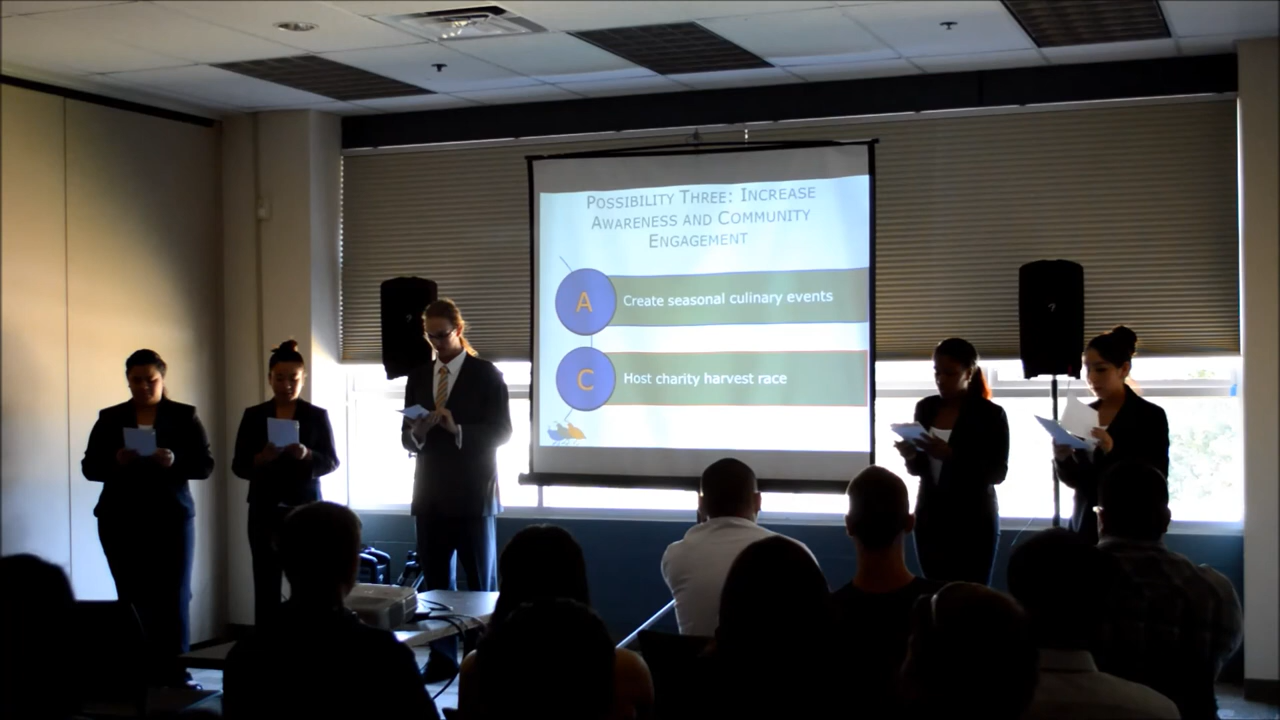 POSSIBILITY THREE: INCREASE
AWARENESS AND COMMUNITY
ENGAGEMENT
A
Create seasonal culinary events
C
Host charity harvest race